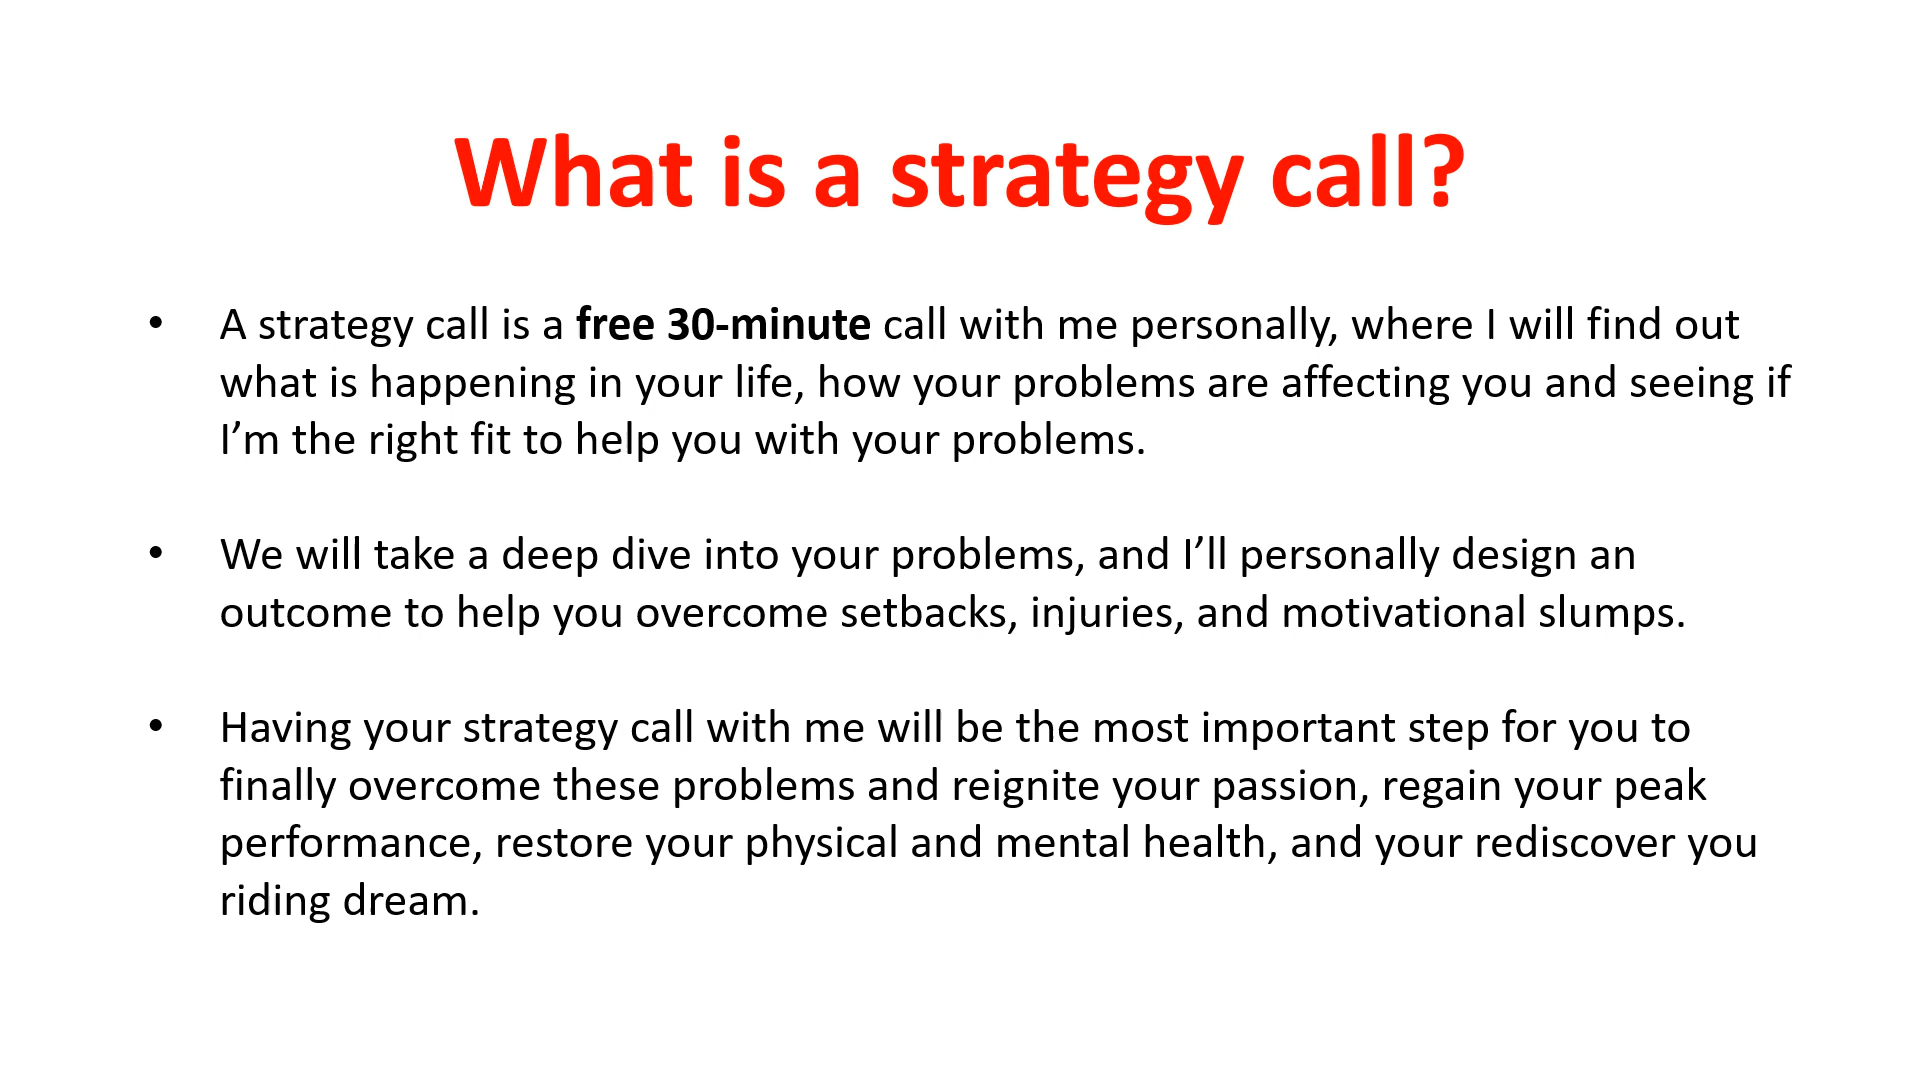 What is a strategy call?
• A strategy call is a free 30-minute call with me personally, where I will find out
what is happening in your life, how your problems are affecting you and seeing if
I’m the right fit to help you with your problems.
• We will take a deep dive into your problems, and I’ll personally design an
outcome to help you overcome setbacks, injuries, and motivational slumps.
• Having your strategy call with me will be the most important step for you to
finally overcome these problems and reignite your passion, regain your peak
performance, restore your physical and mental health, and your rediscover you
riding dream.